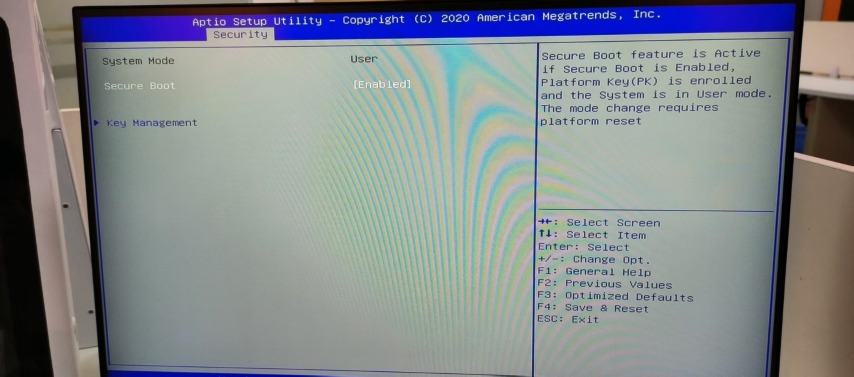 Aptio Setup Utility - Copyright (C) 2020 American Megatrends, Inc.
Security
System Mode User
Secure Boot [Enabled]
Key Management
Secure Boot feature is Active
if Secure Boot is Enabled,
Platform Key(PK) is enrolled
and the System is in User mode.
The mode change requires
platform reset
→←: Select Screen
↑↓: Select Item
Enter: Select
+/-: Change Opt.
F1: General Help
F2: Previous Values
F3: Optimized Defaults
F4: Save & Reset
ESC: Exit